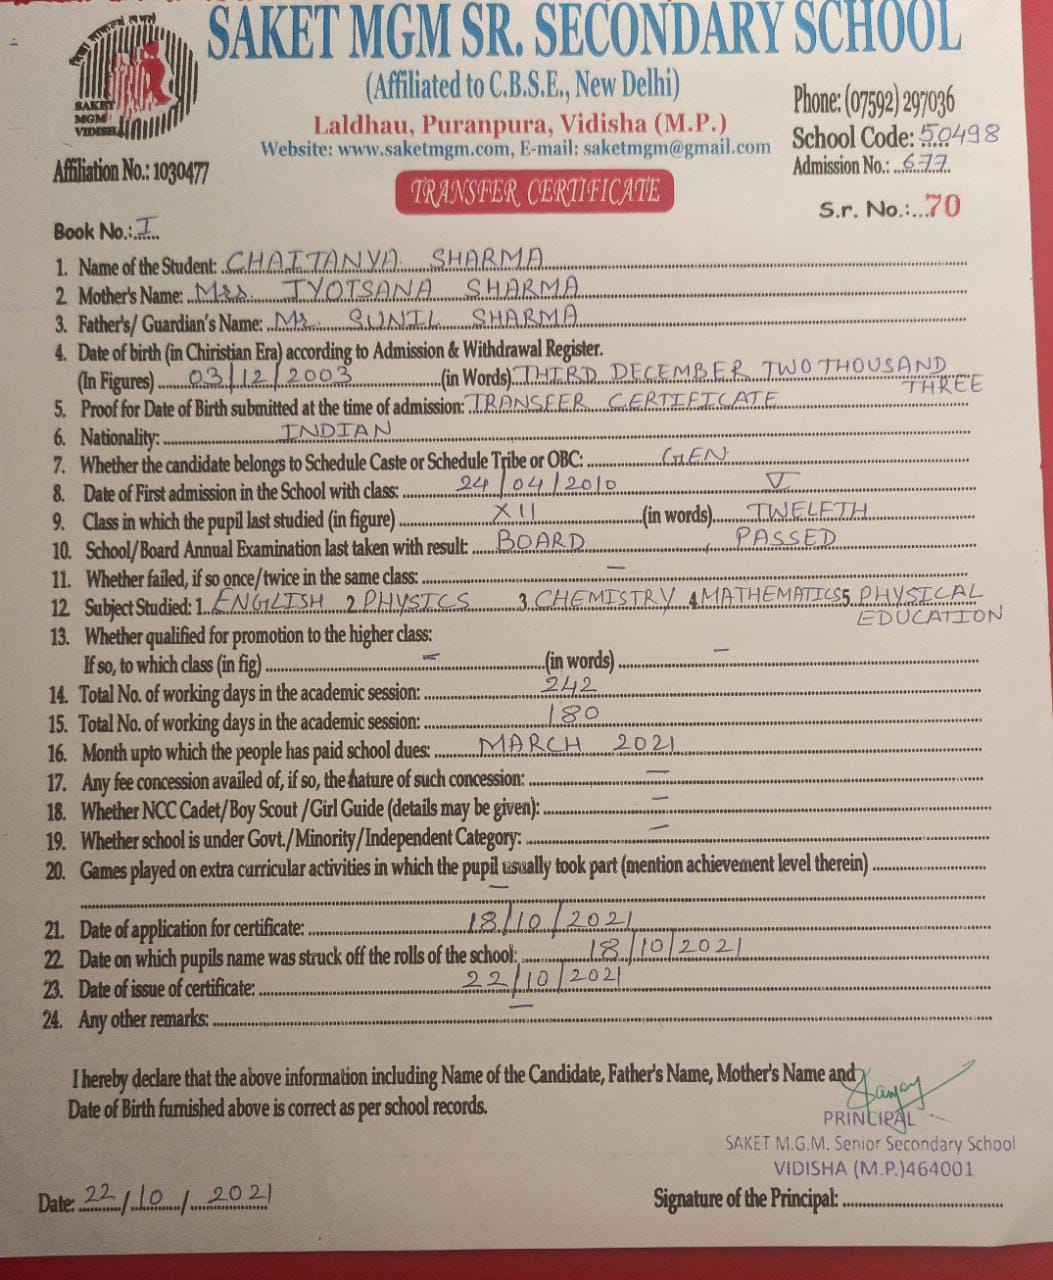 SAKET MGM SR. SECONDARY SCHOOL
(Affiliated to C.B.S.E., New Delhi)
Laldhau, Puranpura, Vidisha (M.P.)
Website: www.saketmgm.com, E-mail: saketmgm@gmail.com
SAKET
MGM
VIDISHA
Affiliation No.: 1030477
Phone: (07592) 297036
School Code: 50498
Admission No.: 677
TRANSFER CERTIFICATE
S.r. No.:...70
Book No.: I
1. Name of the Student: CHAITANYA SHARMA
2. Mother's Name: Mrs. JYOTSANA SHARMA
3. Father's/ Guardian's Name: Mr. SUNIL SHARMA
4. Date of birth (in Chiristian Era) according to Admission & Withdrawal Register.
(In Figures) 03/12/2003 (in Words) THIRD DECEMBER TWO THOUSAND
THREE
5. Proof for Date of Birth submitted at the time of admission: TRANSFER CERTIFICATE
6. Nationality: INDIAN
7. Whether the candidate belongs to Schedule Caste or Schedule Tribe or OBC: GEN
8. Date of First admission in the School with class: 24/04/2010 V
9. Class in which the pupil last studied (in figure) XII (in words) TWELFTH
10. School/Board Annual Examination last taken with result: BOARD, PASSED
11. Whether failed, if so once/twice in the same class: –
12. Subject Studied: 1. ENGLISH 2 PHYSICS 3. CHEMISTRY 4. MATHEMATICS 5. PHYSICAL
EDUCATION
13. Whether qualified for promotion to the higher class:
If so, to which class (in fig) – (in words) –
14. Total No. of working days in the academic session: 242
15. Total No. of working days in the academic session: 180
16. Month upto which the people has paid school dues: MARCH 2021
17. Any fee concession availed of, if so, the hature of such concession: –
18. Whether NCC Cadet/Boy Scout /Girl Guide (details may be given): –
19. Whether school is under Govt./Minority/Independent Category: –
20. Games played on extra curricular activities in which the pupil usually took part (mention achievement level therein)
–
21. Date of application for certificate: 18/10/2021
22. Date on which pupils name was struck off the rolls of the school: 18/10/2021
23. Date of issue of certificate: 22/10/2021
24. Any other remarks: –
I hereby declare that the above information including Name of the Candidate, Father's Name, Mother's Name and
Date of Birth furnished above is correct as per school records.
Sanjay
PRINCIPAL
SAKET M.G.M. Senior Secondary School
VIDISHA (M.P.)464001
Date: 22/10/2021
Signature of the Principal: